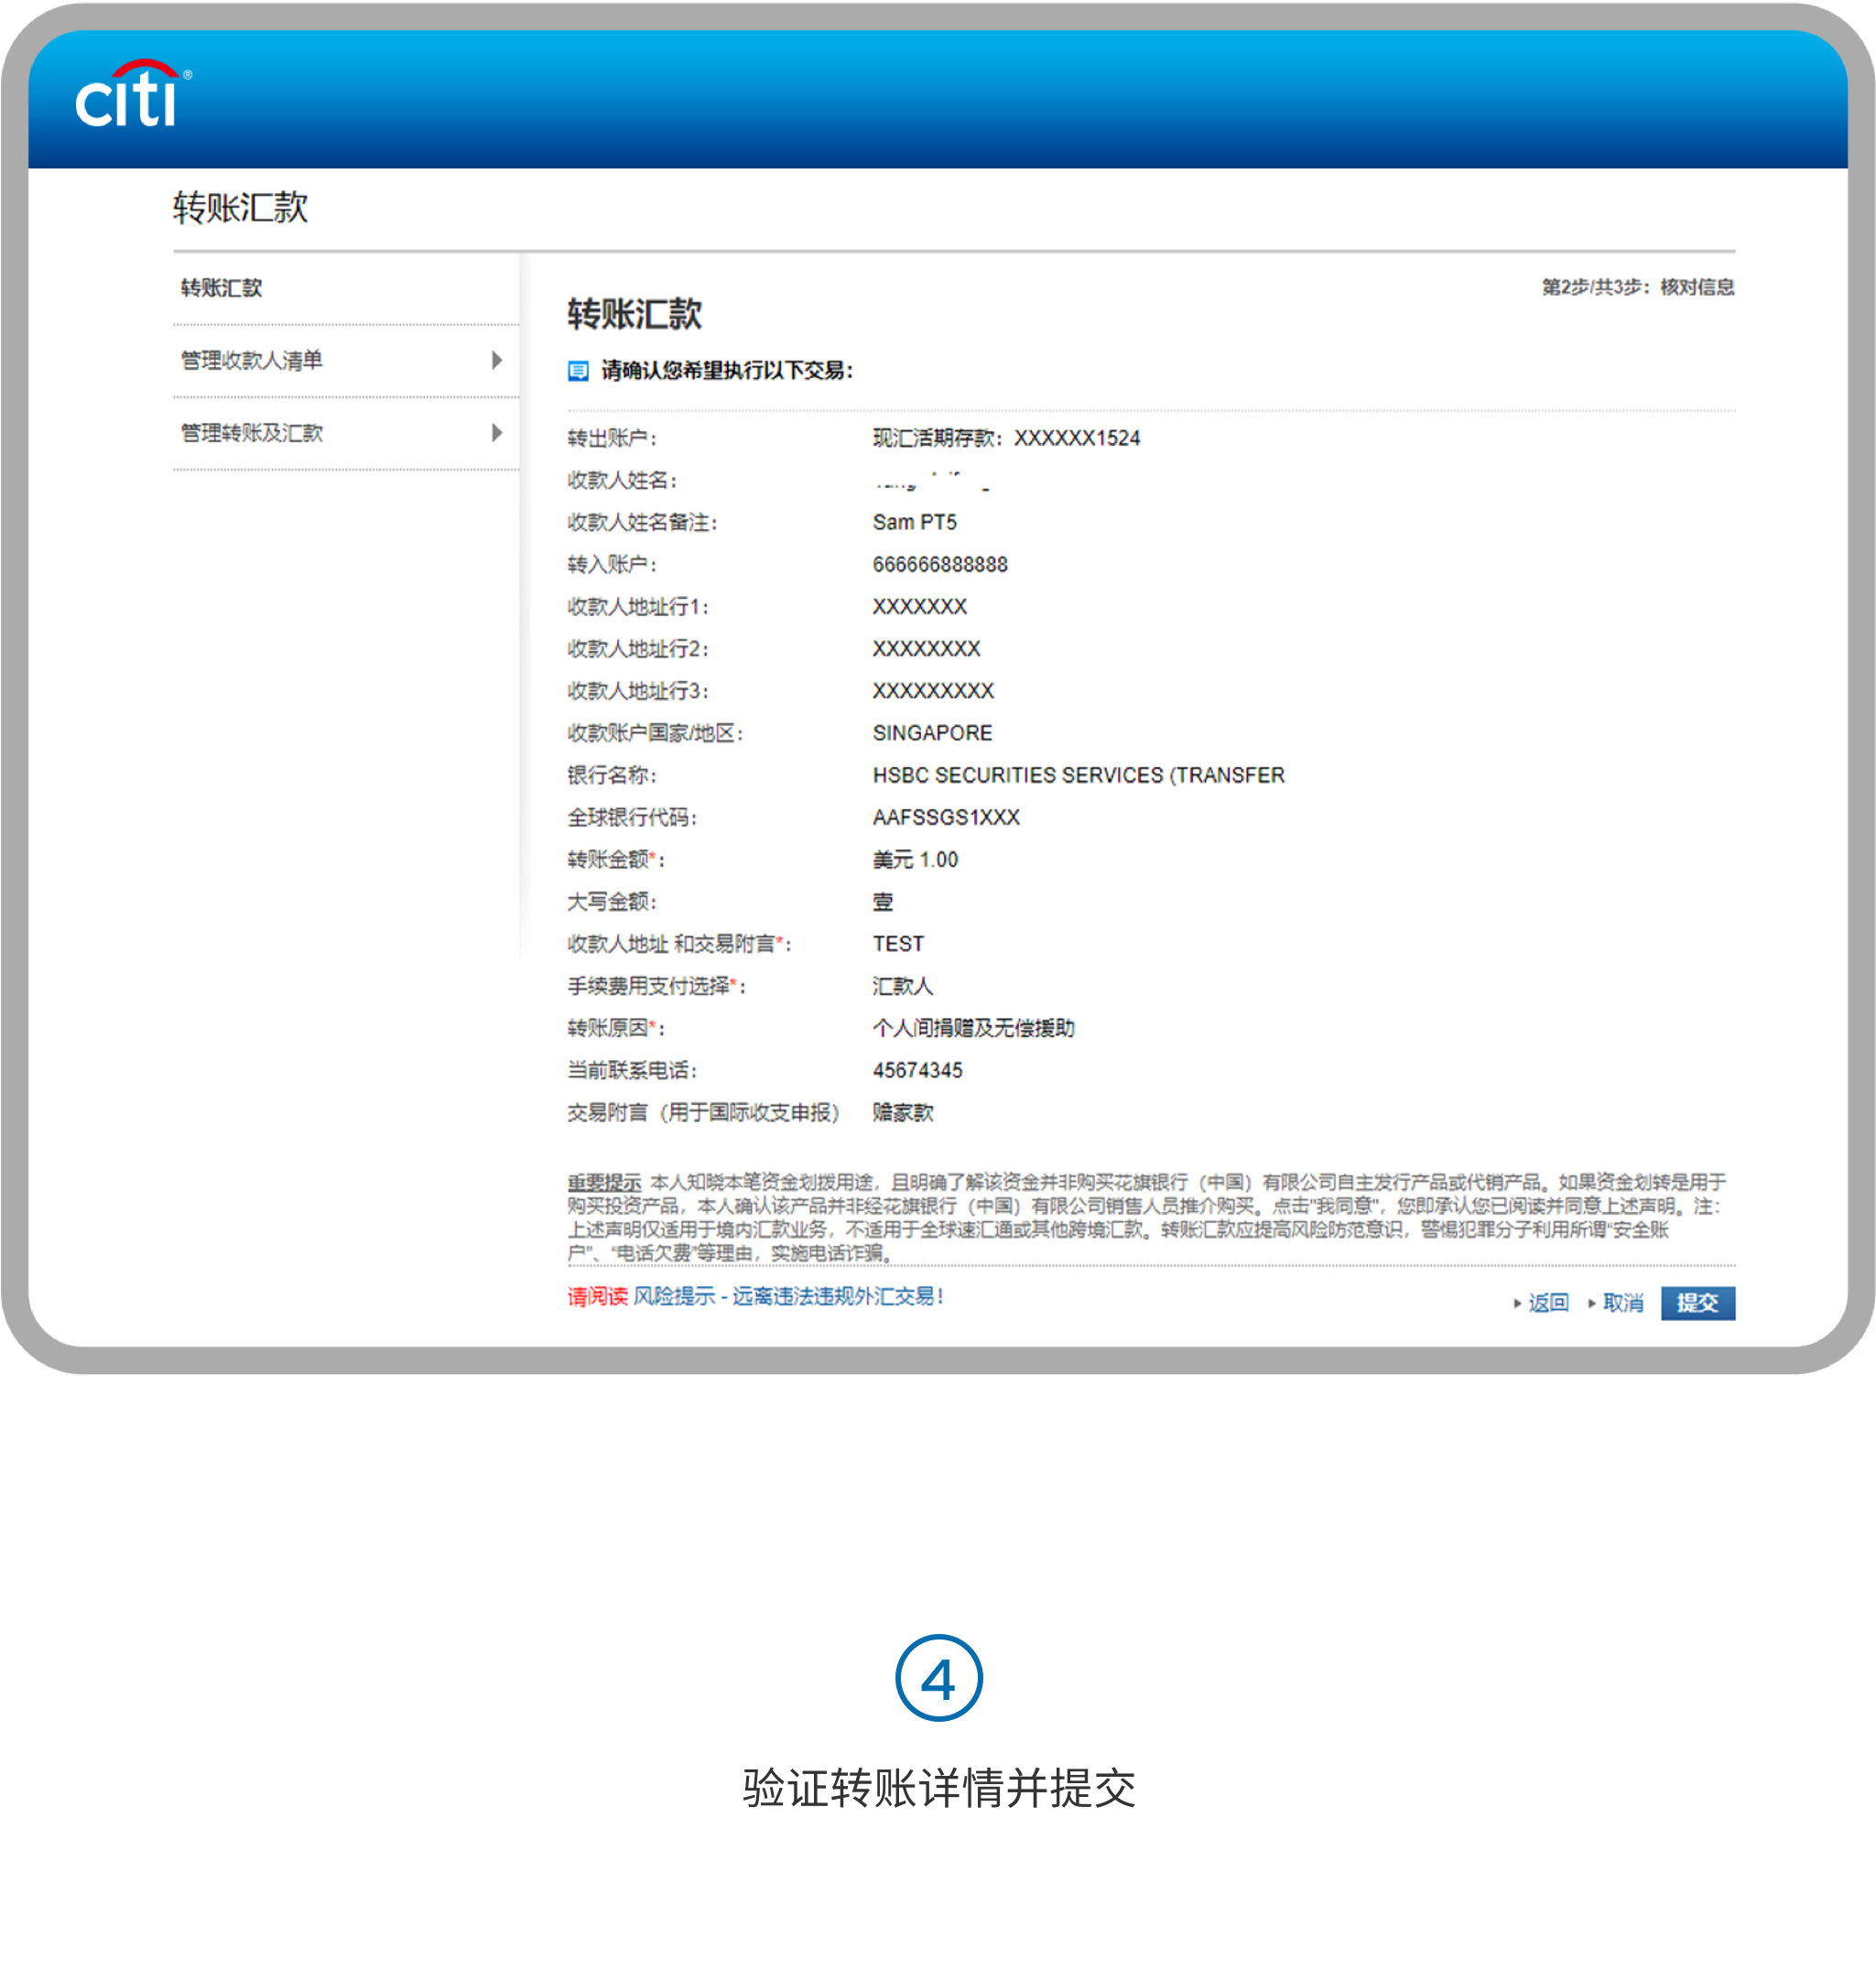 citi®
转账汇款
转账汇款
管理收款人清单
管理转账及汇款
第2步/共3步：核对信息
转账汇款
请确认您希望执行以下交易：
转出账户： 现汇活期存款：XXXXXX1524
收款人姓名：
收款人姓名备注： Sam PT5
转入账户： 666666888888
收款人地址行1： XXXXXXX
收款人地址行2： XXXXXXXX
收款人地址行3： XXXXXXXXX
收款账户国家/地区： SINGAPORE
银行名称： HSBC SECURITIES SERVICES (TRANSFER
全球银行代码： AAFSSGS1XXX
转账金额*： 美元 1.00
大写金额： 壹
收款人地址 和交易附言*： TEST
手续费用支付选择*： 汇款人
转账原因*： 个人间捐赠及无偿援助
当前联系电话： 45674345
交易附言（用于国际收支申报） 赡家款
重要提示 本人知晓本笔资金划拨用途，且明确了解该资金并非购买花旗银行（中国）有限公司自主发行产品或代销产品。如果资金划转是用于
购买投资产品，本人确认该产品并非经花旗银行（中国）有限公司销售人员推介购买。点击"我同意"，您即承认您已阅读并同意上述声明。注：
上述声明仅适用于境内汇款业务，不适用于全球速汇通或其他跨境汇款。转账汇款应提高风险防范意识，警惕犯罪分子利用所谓“安全账
户”、“电话欠费”等理由，实施电话诈骗。
请阅读 风险提示 - 远离违法违规外汇交易！
返回 取消 提交
4
验证转账详情并提交